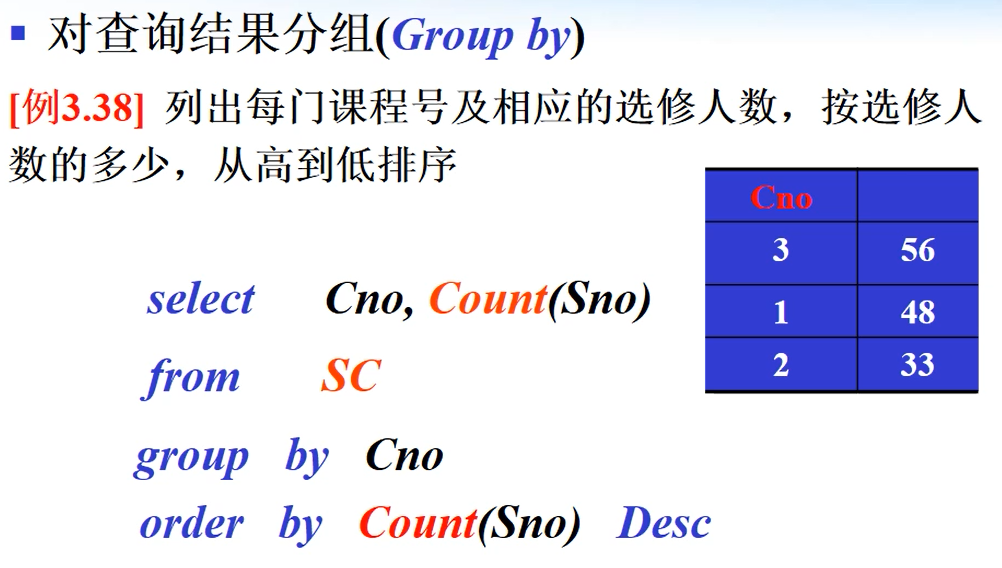 ▪ 对查询结果分组(Group by)
[例3.38] 列出每门课程号及相应的选修人数，按选修人
数的多少，从高到低排序
Cno
3 56
1 48
2 33
select Cno, Count(Sno)
from SC
group by Cno
order by Count(Sno) Desc